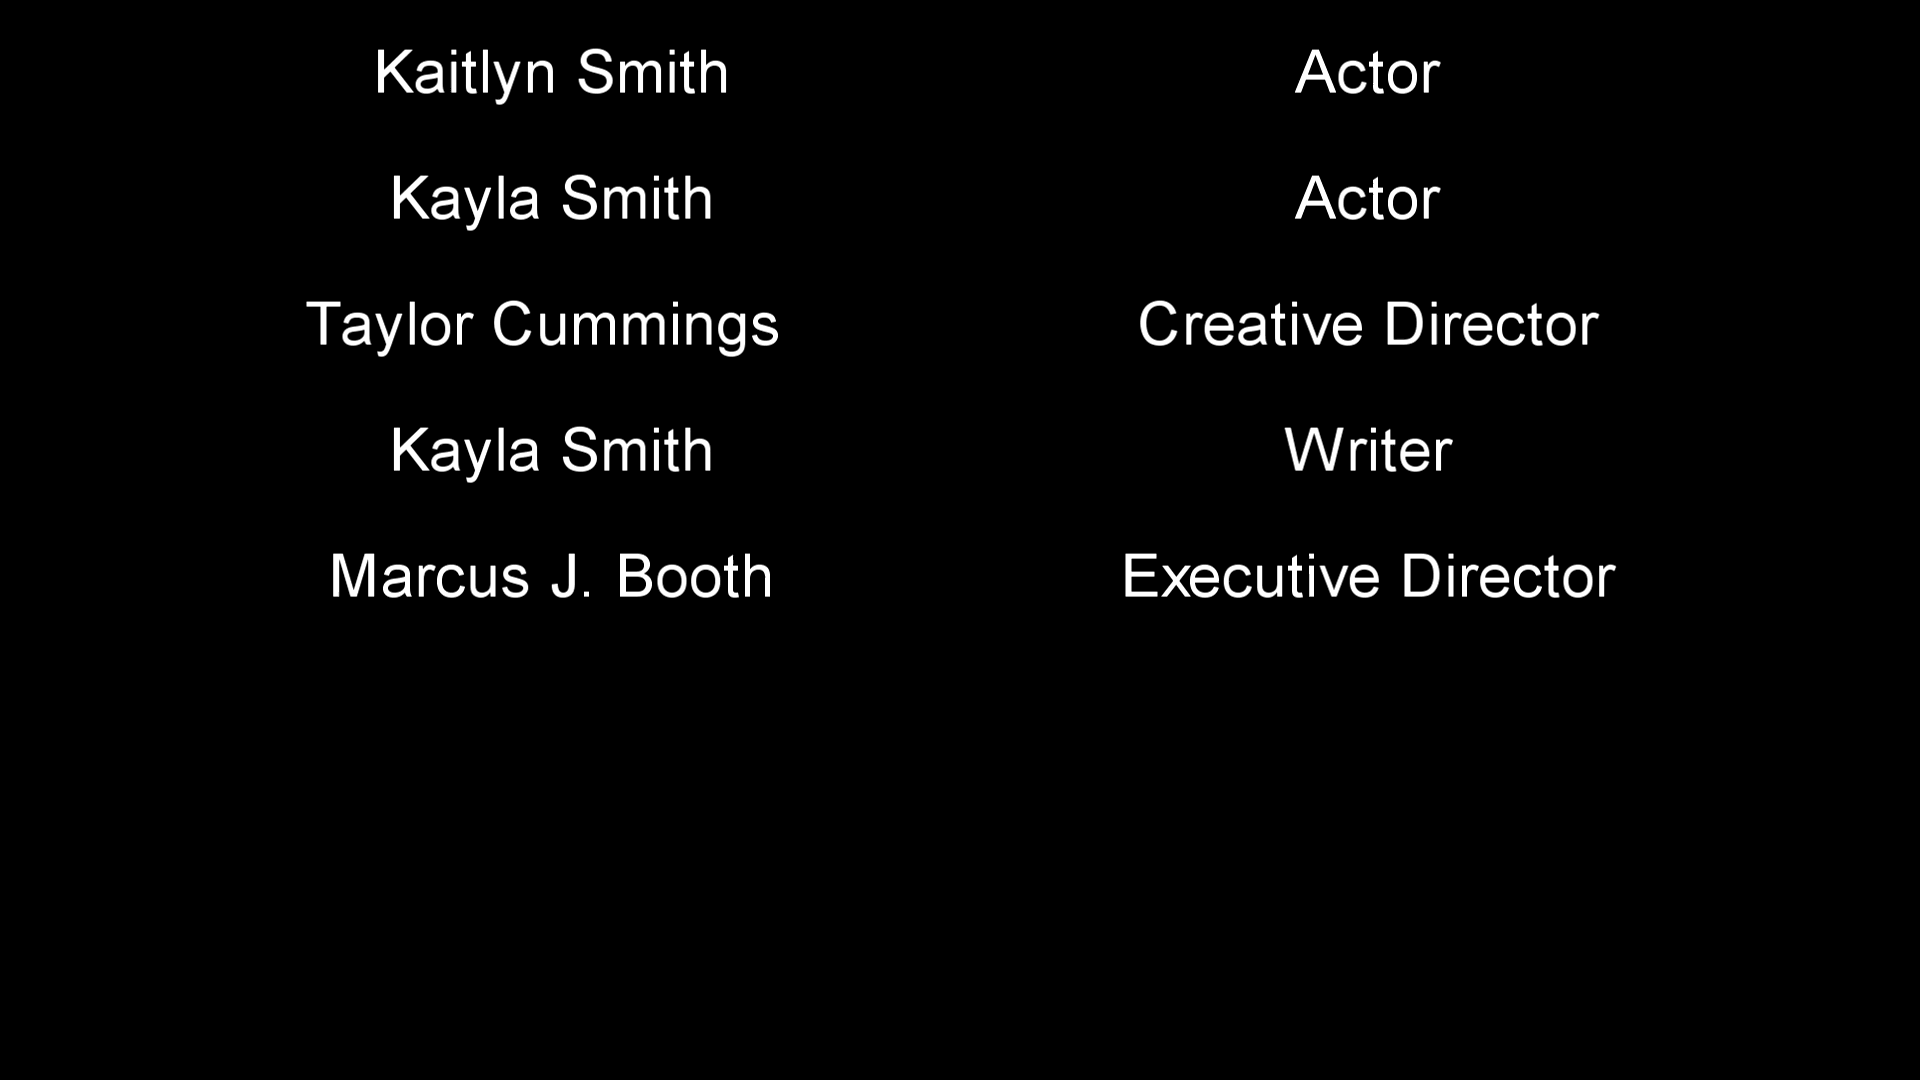 Kaitlyn Smith Actor
Kayla Smith Actor
Taylor Cummings Creative Director
Kayla Smith Writer
Marcus J. Booth Executive Director